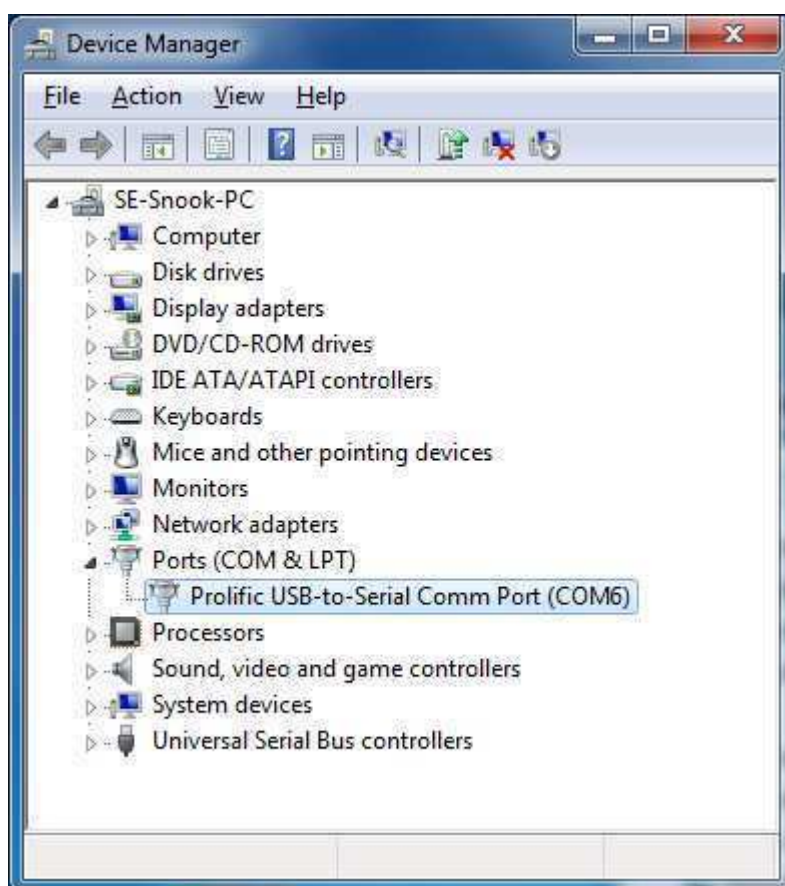 Device Manager
File Action View Help
SE-Snook-PC
Computer
Disk drives
Display adapters
DVD/CD-ROM drives
IDE ATA/ATAPI controllers
Keyboards
Mice and other pointing devices
Monitors
Network adapters
Ports (COM & LPT)
Prolific USB-to-Serial Comm Port (COM6)
Processors
Sound, video and game controllers
System devices
Universal Serial Bus controllers